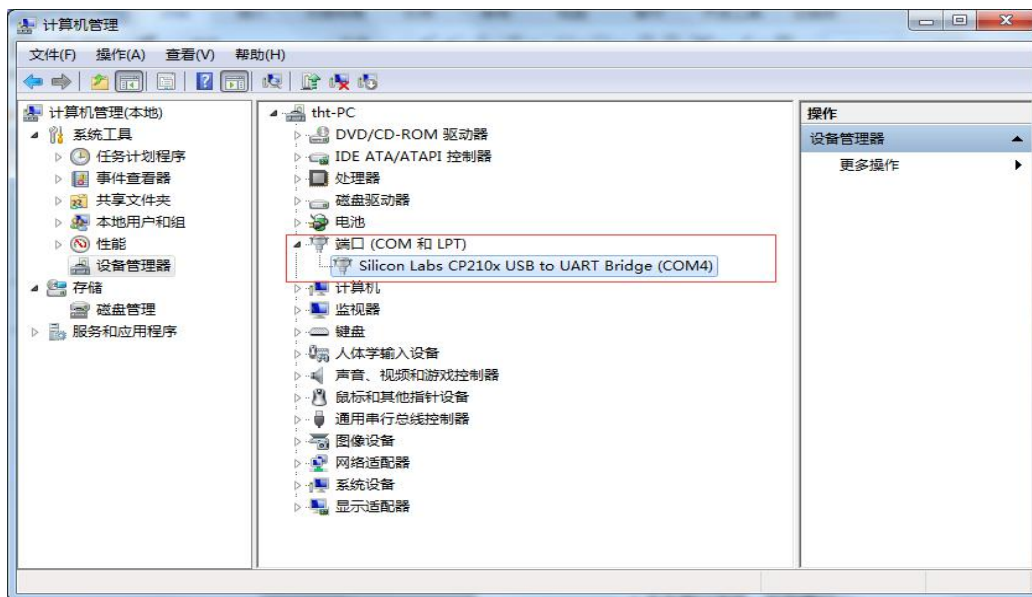 计算机管理
文件(F) 操作(A) 查看(V) 帮助(H)
计算机管理(本地)
系统工具
任务计划程序
事件查看器
共享文件夹
本地用户和组
性能
设备管理器
存储
磁盘管理
服务和应用程序
tht-PC
DVD/CD-ROM 驱动器
IDE ATA/ATAPI 控制器
处理器
磁盘驱动器
电池
端口 (COM 和 LPT)
Silicon Labs CP210x USB to UART Bridge (COM4)
计算机
监视器
键盘
人体学输入设备
声音、视频和游戏控制器
鼠标和其他指针设备
通用串行总线控制器
图像设备
网络适配器
系统设备
显示适配器
操作
设备管理器
更多操作